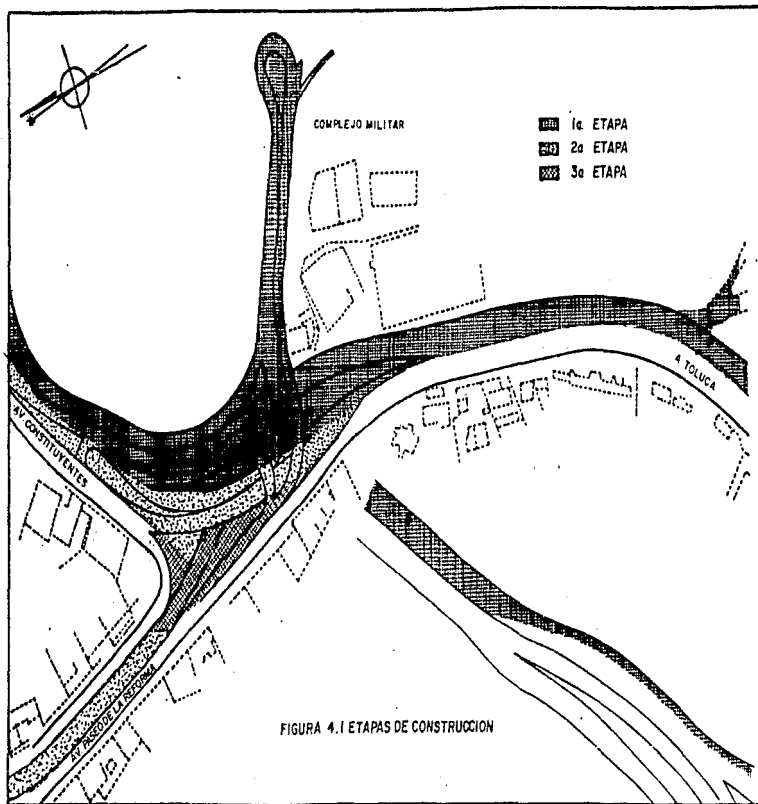 COMPLEJO MILITAR
1a. ETAPA
2a ETAPA
3a ETAPA
A TOLUCA
AV CONSTITUYENTES
AV PASEO DE LA REFORMA
FIGURA 4.1 ETAPAS DE CONSTRUCCION